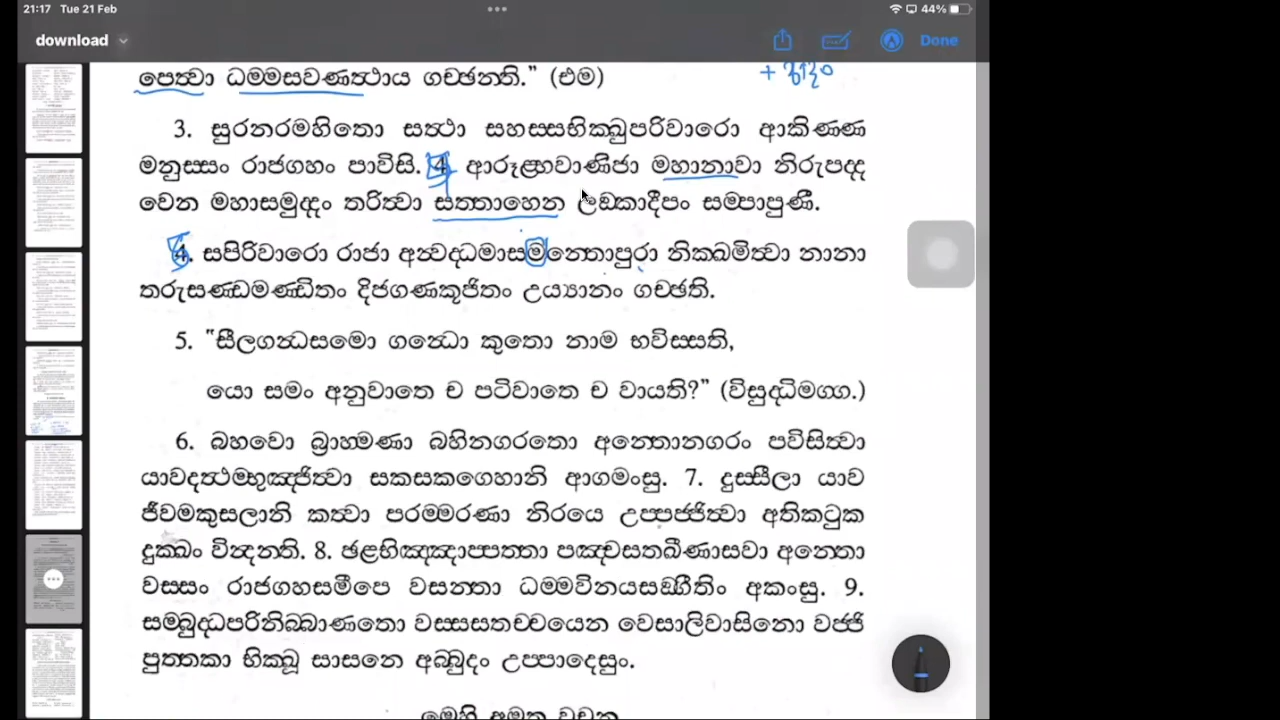 21:17 Tue 21 Feb
44%
download
Done
පෙත්වා ධම්මසවණත්ථාය ගච්ඡන්ති.” (එම)
3. සුරනරමහිතො සත්ථා සහස්සභික්ඛුපරිවාරො ආකිණ්ණ
මනුස්සං රාජගහං පාවිසි. 4 ආරූළ්හවාණිජා මහානාවා නිරුපද්ද
වෙන මහාසමුද්දං තරිත්වා සත්තාහෙන ලඞ්කාදීපං සම්පාපුණී.
4. සපිරිවාරො රාජා අන්වද්ධමාසමන්තොපුරා නික්ඛමිත්වා නානා
තරුසණ්ඩමණ්ඩිතං දිජගණකූජිතං උය්‍යානං ගච්ඡති.
5. “සීලගන්ධසමො ගන්ධො කුතො නාම භවිස්සති,
යො සමං අනුවාතෙ ච පටිවාතෙ ච වායති?” (විසුද්ධිමග්ග.)
6. බහවො බ්‍රාහ්මණා බහිනගරතො අන්තොනගරං පවිසිත්වා
යාවදත්ථම්භුඤ්ජිත්වා සකසකගෙහානි ආගමංසු. 7. දුස්සීලා යාව
ජීවමකුසලානි කත්වා පරම්මරණා නිරයෙ උප්පජ්ජිත්වා අතිකටුක
දුක්ඛං වින්දන්ති. 8. ඡළභිඤ්ඤාප්පත්තා පඤ්චසතඛීණාසවා අන්තො
වස්සං රාජගහසමීපෙ වසන්තා ධම්මවිනයසඞ්ගීතිං අකංසු. 9.
සම්බුද්ධපරිනිබ්බාණතො වස්සසතච්චයෙන වෙසාලිවාසිනො වජ්ජි
පුත්තකා භික්ඛූ සාසනෙ අබ්බුදං උප්පාදෙසුං.